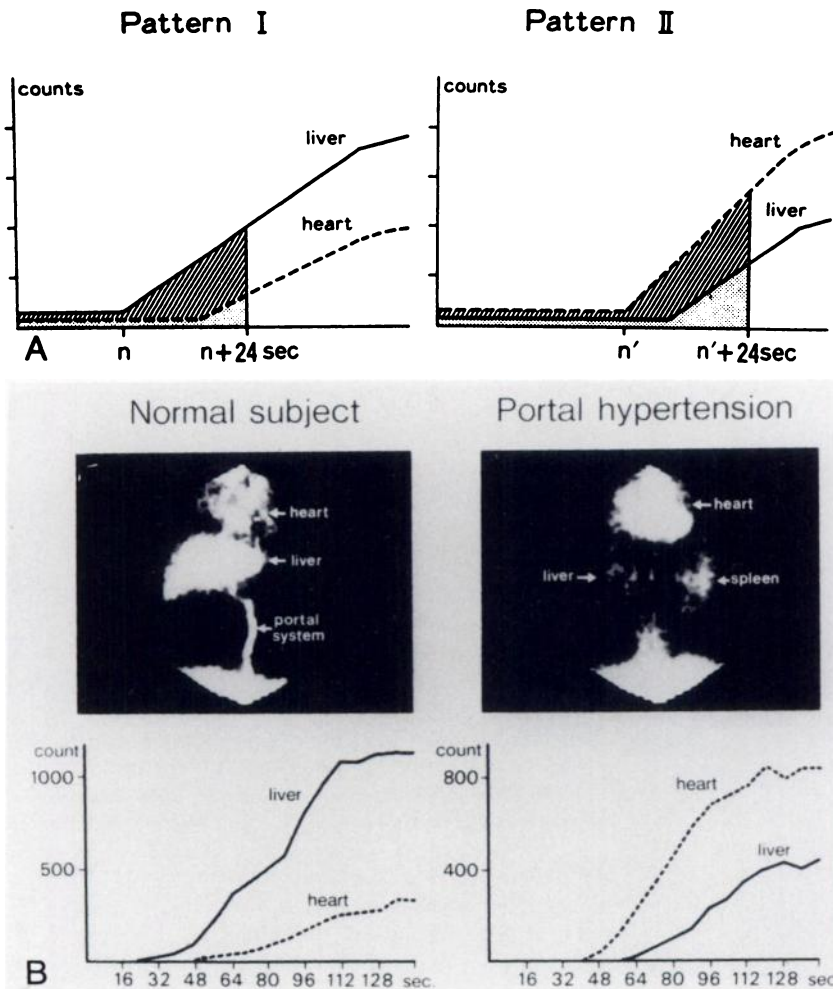 Pattern I
Pattern II
counts
liver
heart
n
n+24 sec
A
counts
heart
liver
n'
n'+24sec
Normal subject
Portal hypertension
heart
liver
portal
system
heart
liver
spleen
count
1000
500
liver
heart
16 32 48 64 80 96 112 128 sec.
B
count
800
400
heart
liver
16 32 48 64 80 96 112 128 sec